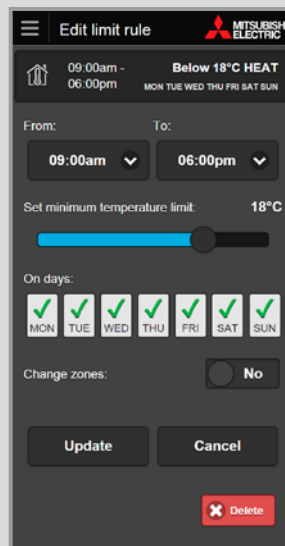 Edit limit rule
MITSUBISH
ELECTRIC
09:00am -
06:00pm
Below 18°C HEAT
MON TUE WED THU FRI SAT SUN
From:
To:
09:00am
06:00pm
Set minimum temperature limit:
18°C
On days:
MON TUE WED THU FRI SAT SUN
Change zones:
No
Update
Cancel
Delete